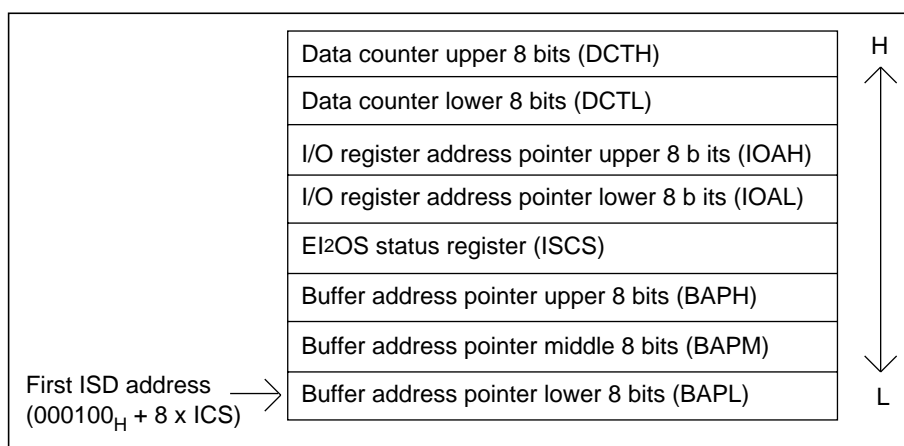 Data counter upper 8 bits (DCTH)
H
Data counter lower 8 bits (DCTL)
I/O register address pointer upper 8 b its (IOAH)
I/O register address pointer lower 8 b its (IOAL)
EI2OS status register (ISCS)
Buffer address pointer upper 8 bits (BAPH)
Buffer address pointer middle 8 bits (BAPM)
Buffer address pointer lower 8 bits (BAPL)
L
First ISD address
(000100H + 8 x ICS)